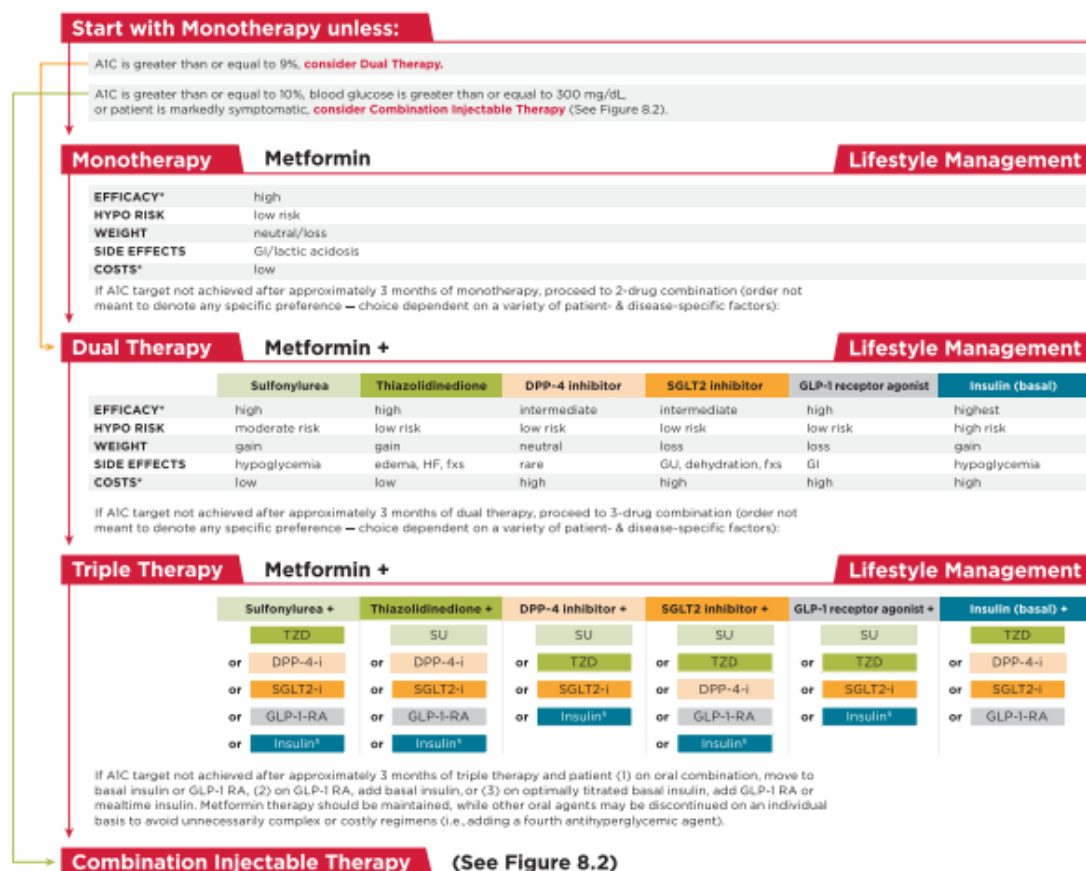 Start with Monotherapy unless:
A1C is greater than or equal to 9%, consider Dual Therapy.
A1C is greater than or equal to 10%, blood glucose is greater than or equal to 300 mg/dL,
or patient is markedly symptomatic, consider Combination Injectable Therapy (See Figure 8.2).
Monotherapy Metformin Lifestyle Management
EFFICACY* high
HYPO RISK low risk
WEIGHT neutral/loss
SIDE EFFECTS GI/lactic acidosis
COSTS* low
If A1C target not achieved after approximately 3 months of monotherapy, proceed to 2-drug combination (order not
meant to denote any specific preference — choice dependent on a variety of patient- & disease-specific factors):
Dual Therapy Metformin + Lifestyle Management
Sulfonylurea Thiazolidinedione DPP-4 inhibitor SGLT2 inhibitor GLP-1 receptor agonist Insulin (basal)
EFFICACY* high high intermediate intermediate high highest
HYPO RISK moderate risk low risk low risk low risk low risk high risk
WEIGHT gain gain neutral loss loss gain
SIDE EFFECTS hypoglycemia edema, HF, fxs rare GU, dehydration, fxs GI hypoglycemia
COSTS* low low high high high high
If A1C target not achieved after approximately 3 months of dual therapy, proceed to 3-drug combination (order not
meant to denote any specific preference — choice dependent on a variety of patient- & disease-specific factors):
Triple Therapy Metformin + Lifestyle Management
Sulfonylurea + Thiazolidinedione + DPP-4 inhibitor + SGLT2 inhibitor + GLP-1 receptor agonist + Insulin (basal) +
TZD SU SU SU SU TZD
or DPP-4-i or DPP-4-i or TZD or TZD or TZD or DPP-4-i
or SGLT2-i or SGLT2-i or SGLT2-i or DPP-4-i or SGLT2-i or SGLT2-i
or GLP-1-RA or GLP-1-RA or Insulin§ or GLP-1-RA or Insulin§ or GLP-1-RA
or Insulin§ or Insulin§ or Insulin§
If A1C target not achieved after approximately 3 months of triple therapy and patient (1) on oral combination, move to
basal insulin or GLP-1 RA, (2) on GLP-1 RA, add basal insulin, or (3) on optimally titrated basal insulin, add GLP-1 RA or
mealtime insulin. Metformin therapy should be maintained, while other oral agents may be discontinued on an individual
basis to avoid unnecessarily complex or costly regimens (i.e., adding a fourth antihyperglycemic agent).
Combination Injectable Therapy (See Figure 8.2)